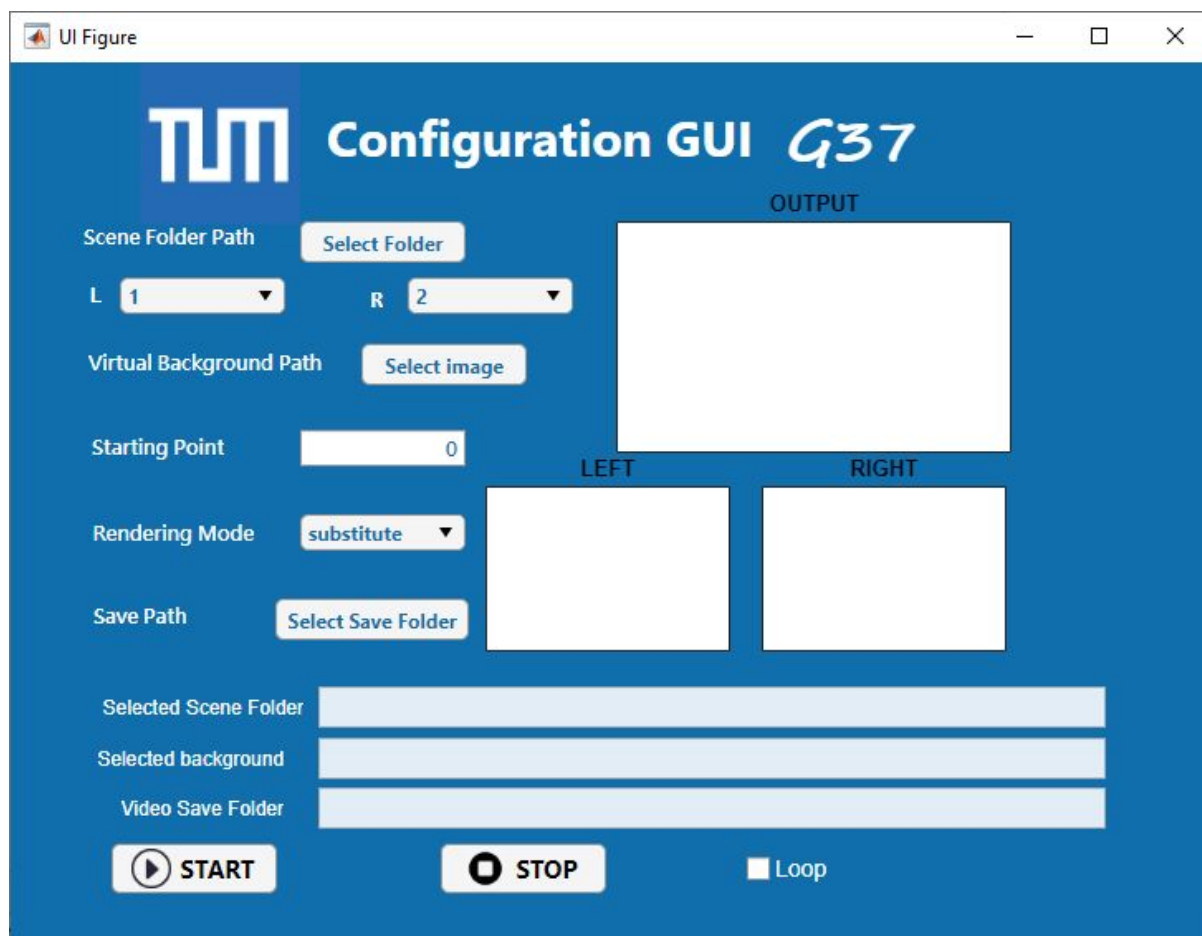 UI Figure
TUM Configuration GUI G37
OUTPUT
Scene Folder Path Select Folder
L 1 R 2
Virtual Background Path Select image
Starting Point 0
LEFT RIGHT
Rendering Mode substitute
Save Path Select Save Folder
Selected Scene Folder
Selected background
Video Save Folder
START STOP Loop